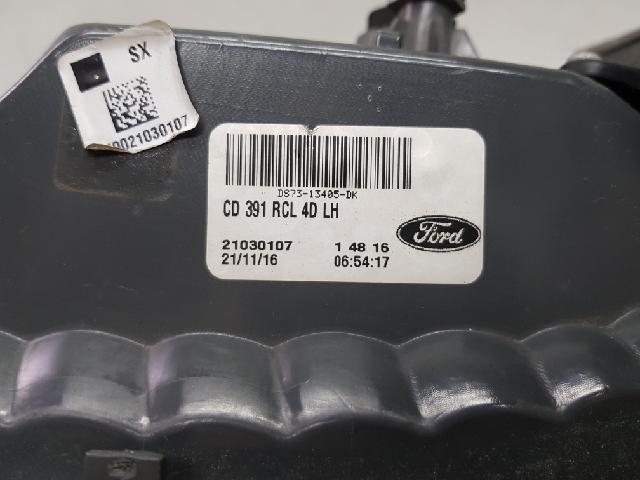 SX
21030107
DS73-13405-DK
CD 391 RCL 4D LH
21030107 1 48 16
21/11/16 06:54:17
Ford